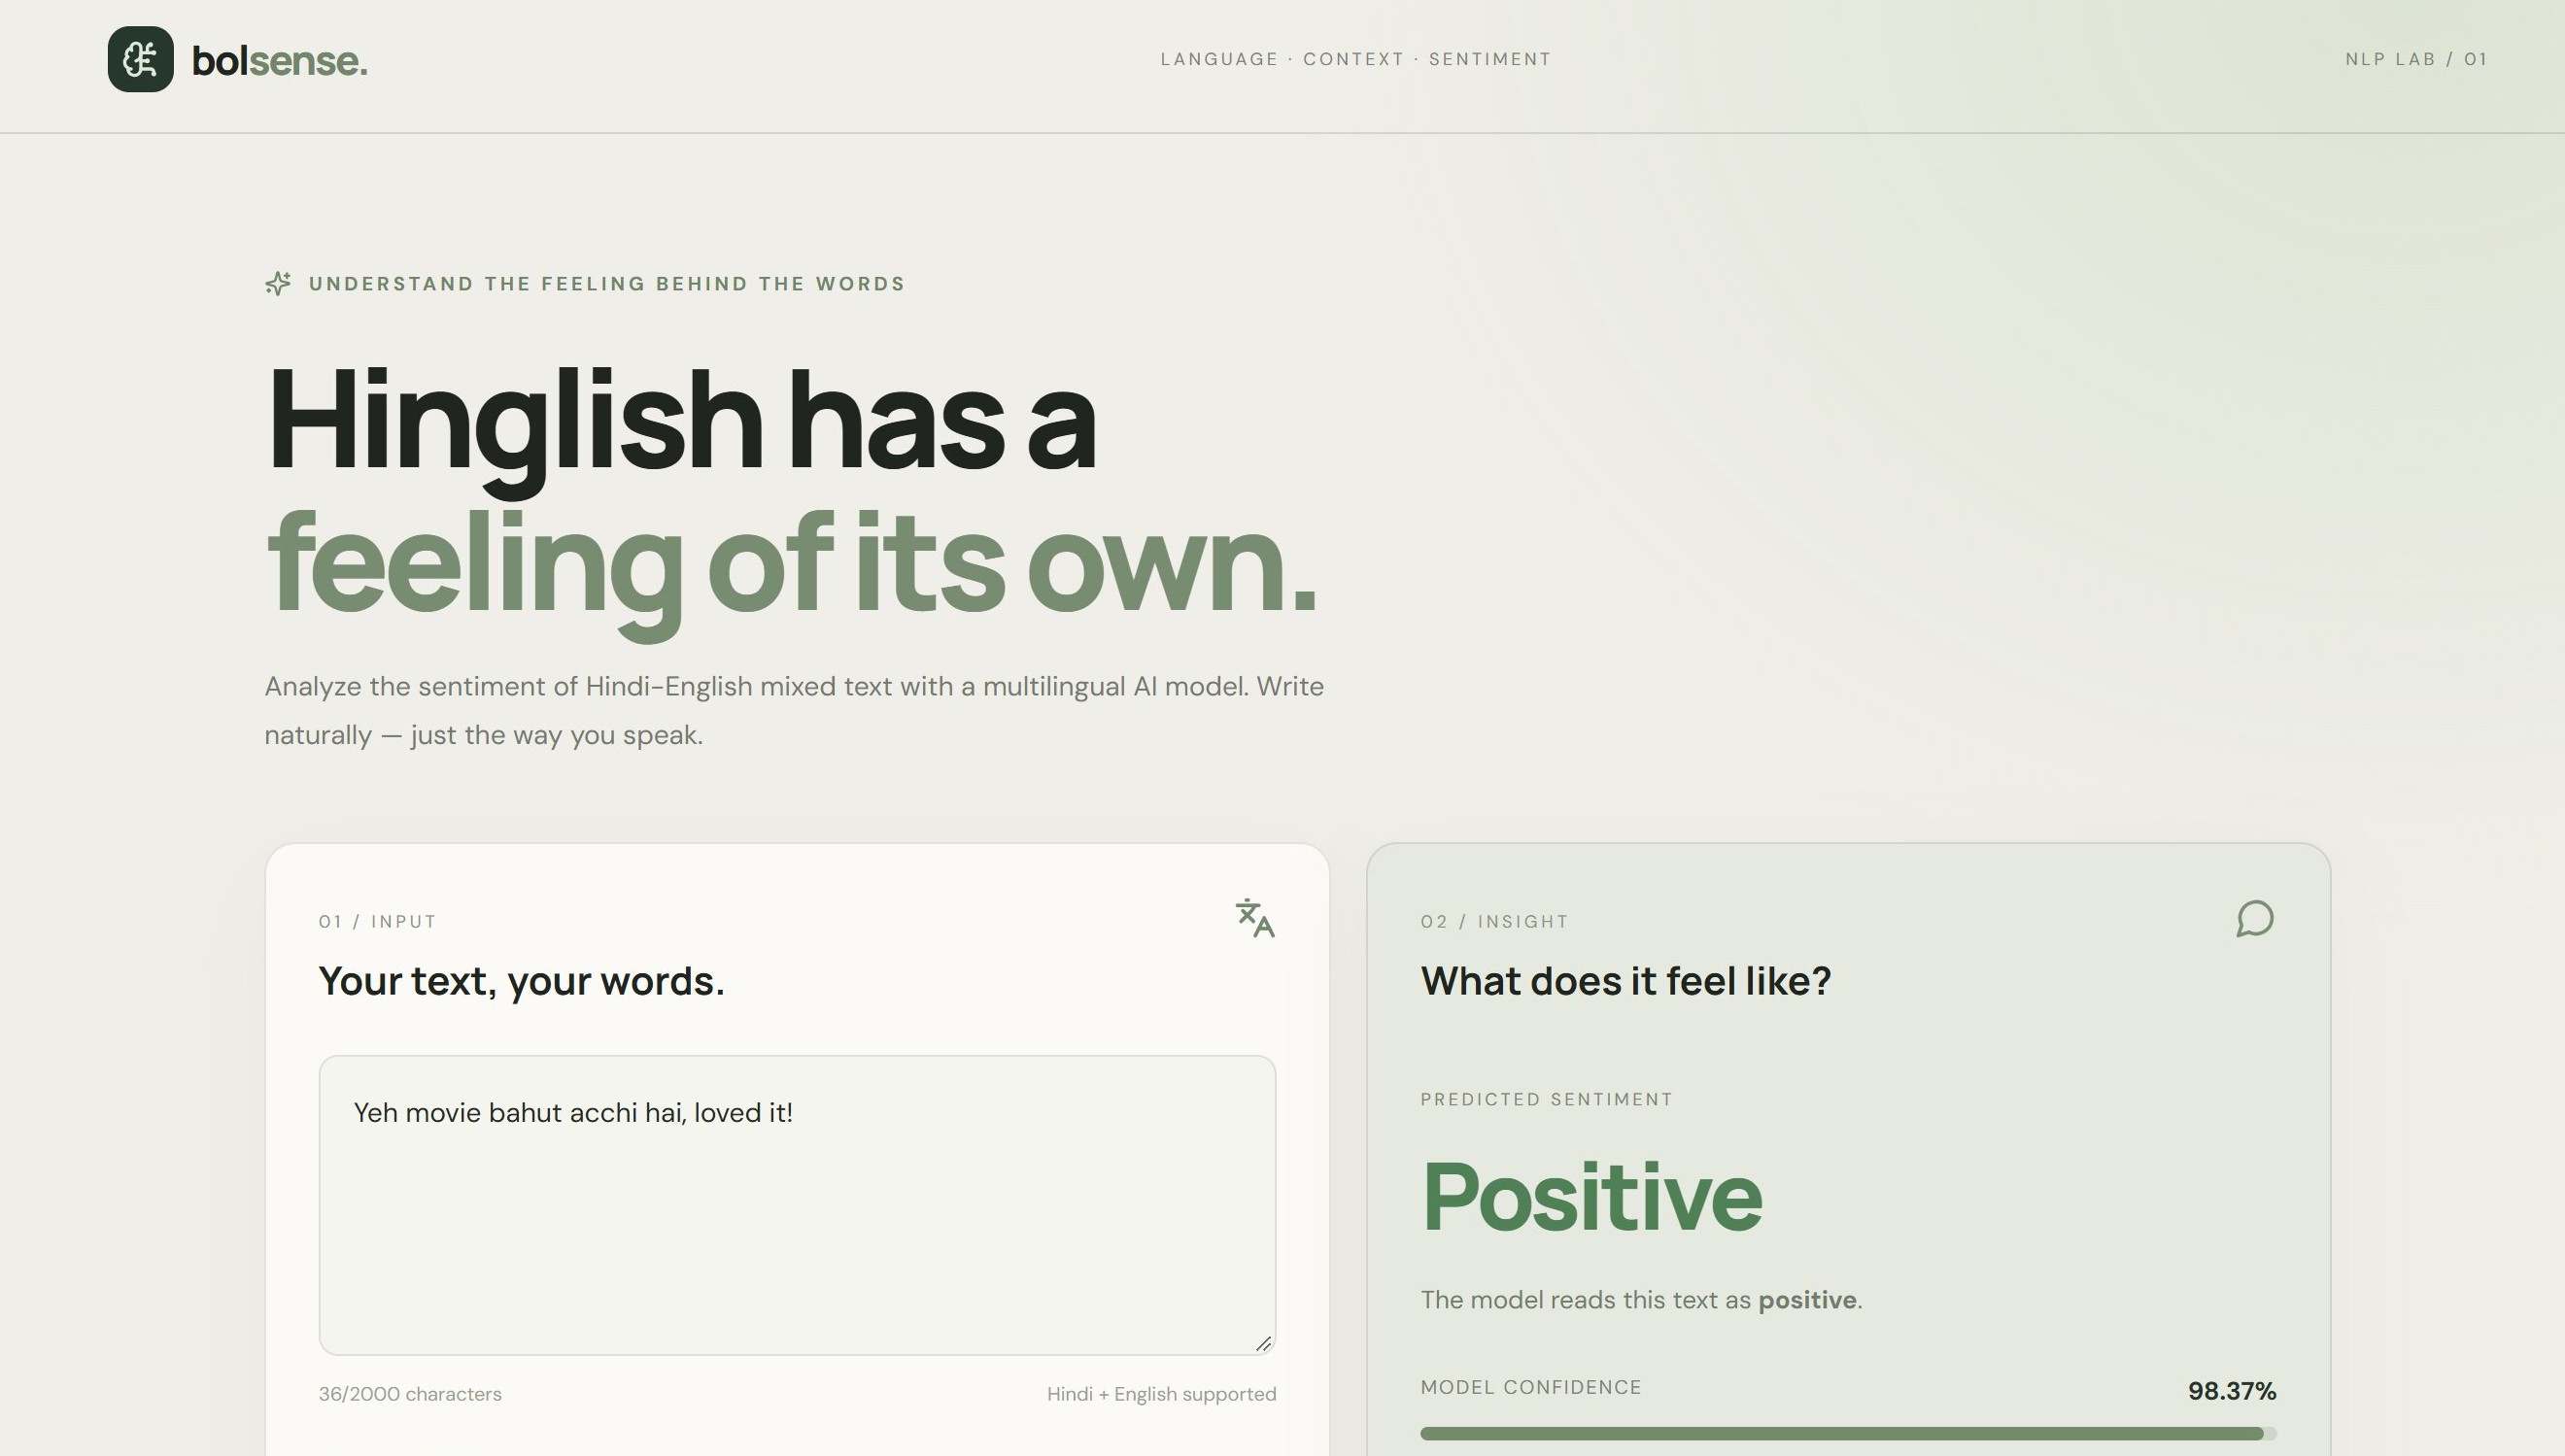 bolsense.
LANGUAGE · CONTEXT · SENTIMENT
NLP LAB / 01
UNDERSTAND THE FEELING BEHIND THE WORDS
Hinglish has a
feeling of its own.
Analyze the sentiment of Hindi-English mixed text with a multilingual AI model. Write
naturally — just the way you speak.
01 / INPUT
Your text, your words.
Yeh movie bahut acchi hai, loved it!
36/2000 characters
Hindi + English supported
02 / INSIGHT
What does it feel like?
PREDICTED SENTIMENT
Positive
The model reads this text as positive.
MODEL CONFIDENCE
98.37%